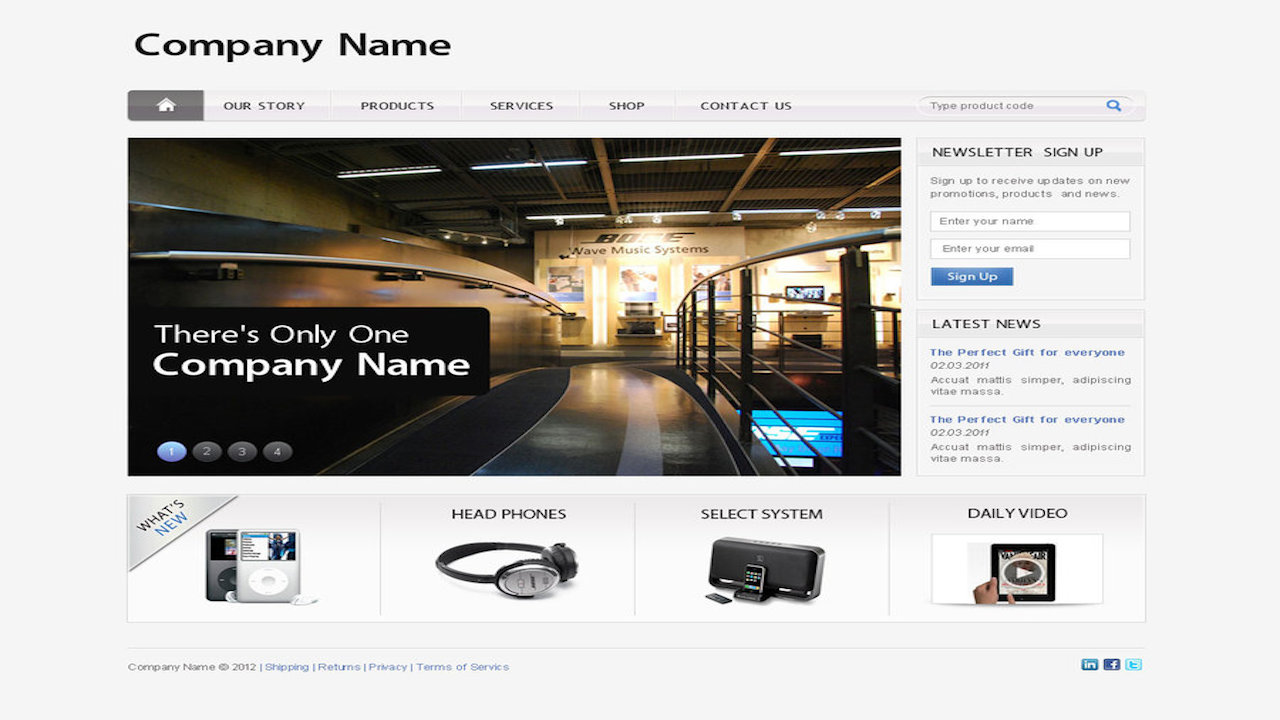 Company Name
OUR STORY
PRODUCTS
SERVICES
SHOP
CONTACT US
Type product code
BOSE
Wave Music Systems
There's Only One
Company Name
1 2 3 4
NEWSLETTER SIGN UP
Sign up to receive updates on new
promotions, products and news.
Enter your name
Enter your email
Sign Up
LATEST NEWS
The Perfect Gift for everyone
02.03.2011
Accuat mattis simper, adipiscing
vitae massa.
The Perfect Gift for everyone
02.03.2011
Accuat mattis simper, adipiscing
vitae massa.
WHAT'S
NEW
HEAD PHONES
SELECT SYSTEM
DAILY VIDEO
Company Name © 2012 | Shipping | Returns | Privacy | Terms of Servics